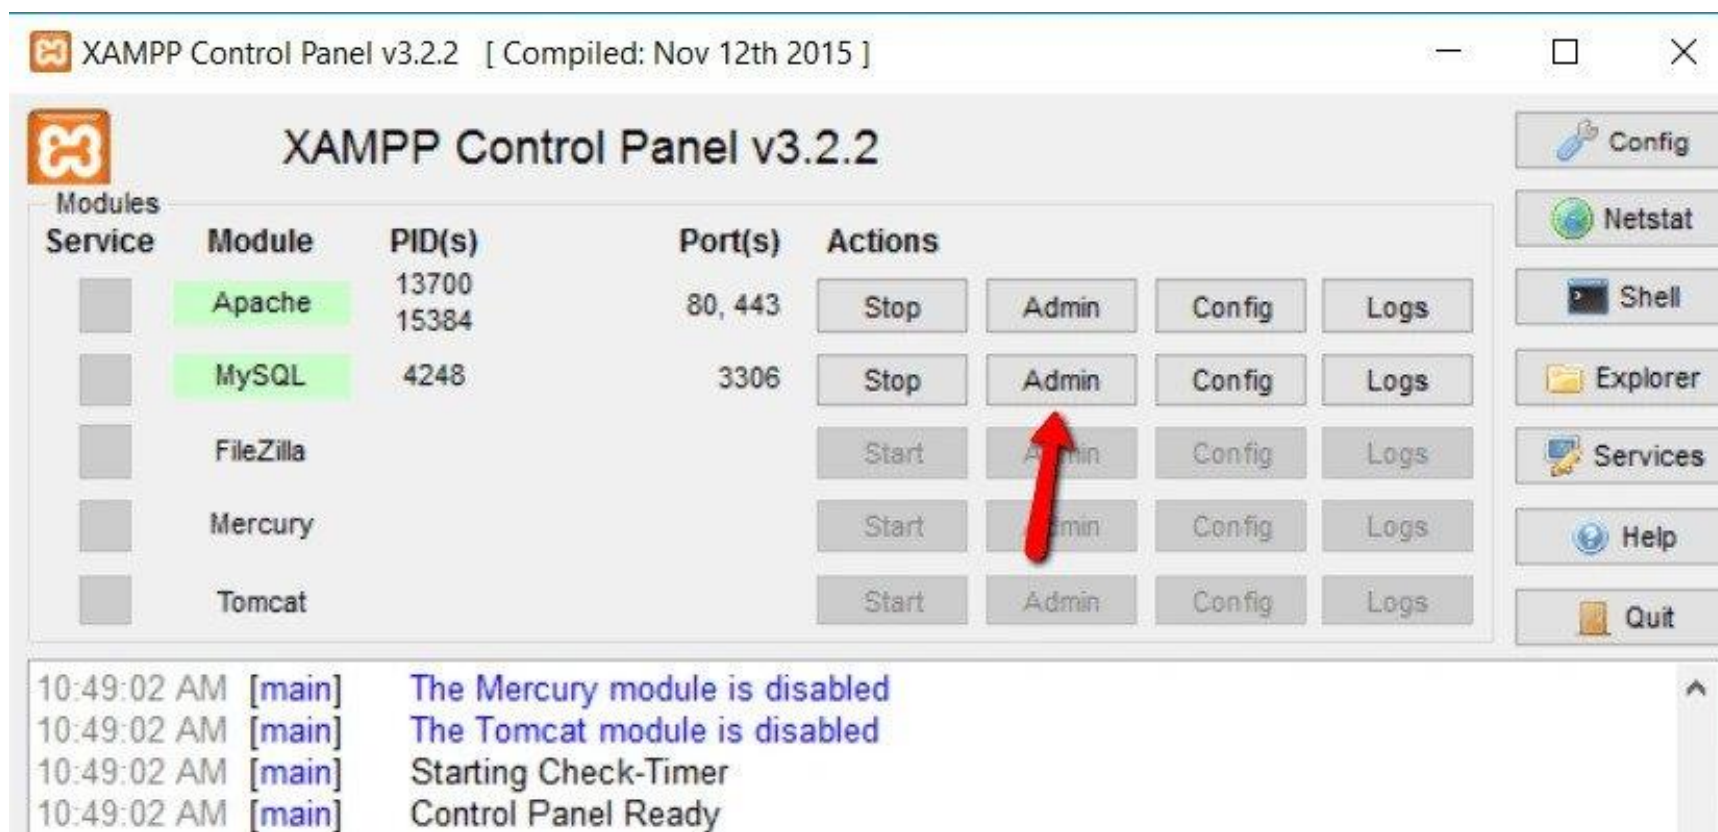 XAMPP Control Panel v3.2.2 [ Compiled: Nov 12th 2015 ]
XAMPP Control Panel v3.2.2
Modules
Service Module PID(s) Port(s) Actions
Apache 13700 15384 80, 443 Stop Admin Config Logs
MySQL 4248 3306 Stop Admin Config Logs
FileZilla Start Admin Config Logs
Mercury Start Admin Config Logs
Tomcat Start Admin Config Logs
Config
Netstat
Shell
Explorer
Services
Help
Quit
10:49:02 AM [main] The Mercury module is disabled
10:49:02 AM [main] The Tomcat module is disabled
10:49:02 AM [main] Starting Check-Timer
10:49:02 AM [main] Control Panel Ready